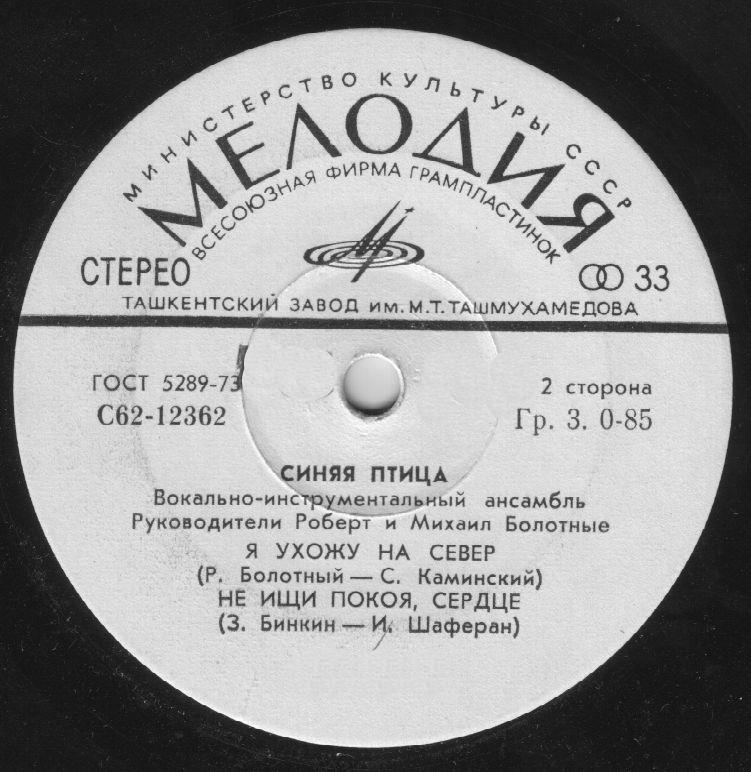 МИНИСТЕРСТВО КУЛЬТУРЫ СССР
МЕЛОДИЯ
ВСЕСОЮЗНАЯ ФИРМА ГРАМПЛАСТИНОК
СТЕРЕО
33
ТАШКЕНТСКИЙ ЗАВОД ИМ. М.Т. ТАШМУХАМЕДОВА
ГОСТ 5289-73
2 сторона
С62-12362
Гр. 3. 0-85
СИНЯЯ ПТИЦА
Вокально-инструментальный ансамбль
Руководители Роберт и Михаил Болотные
Я УХОЖУ НА СЕВЕР
(Р. Болотный — С. Каминский)
НЕ ИЩИ ПОКОЯ, СЕРДЦЕ
(З. Бинкин — И. Шаферан)